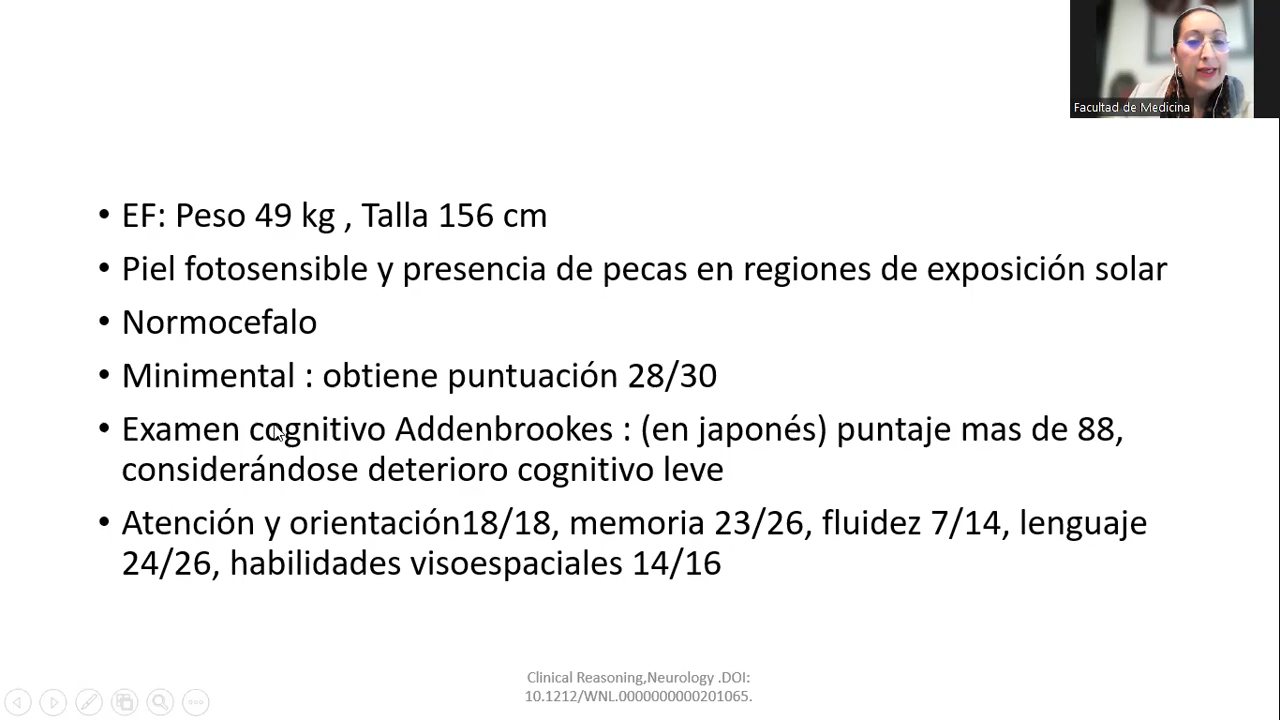 Facultad de Medicina
• EF: Peso 49 kg , Talla 156 cm
• Piel fotosensible y presencia de pecas en regiones de exposición solar
• Normocefalo
• Minimental : obtiene puntuación 28/30
• Examen cognitivo Addenbrookes : (en japonés) puntaje mas de 88,
considerándose deterioro cognitivo leve
• Atención y orientación18/18, memoria 23/26, fluidez 7/14, lenguaje
24/26, habilidades visoespaciales 14/16
Clinical Reasoning,Neurology .DOI:
10.1212/WNL.0000000000201065.